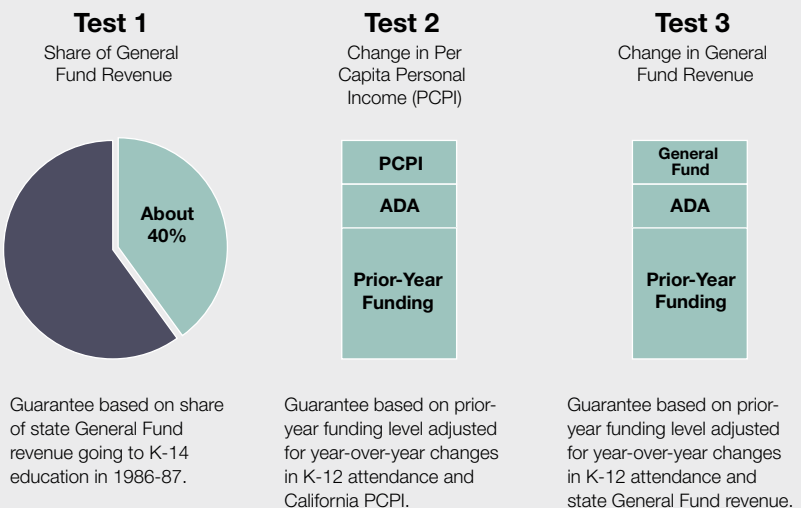 Test 1
Share of General
Fund Revenue
About
40%
Guarantee based on share
of state General Fund
revenue going to K-14
education in 1986-87.
Test 2
Change in Per
Capita Personal
Income (PCPI)
PCPI
ADA
Prior-Year
Funding
Guarantee based on prior-
year funding level adjusted
for year-over-year changes
in K-12 attendance and
California PCPI.
Test 3
Change in General
Fund Revenue
General
Fund
ADA
Prior-Year
Funding
Guarantee based on prior-
year funding level adjusted
for year-over-year changes
in K-12 attendance and
state General Fund revenue.